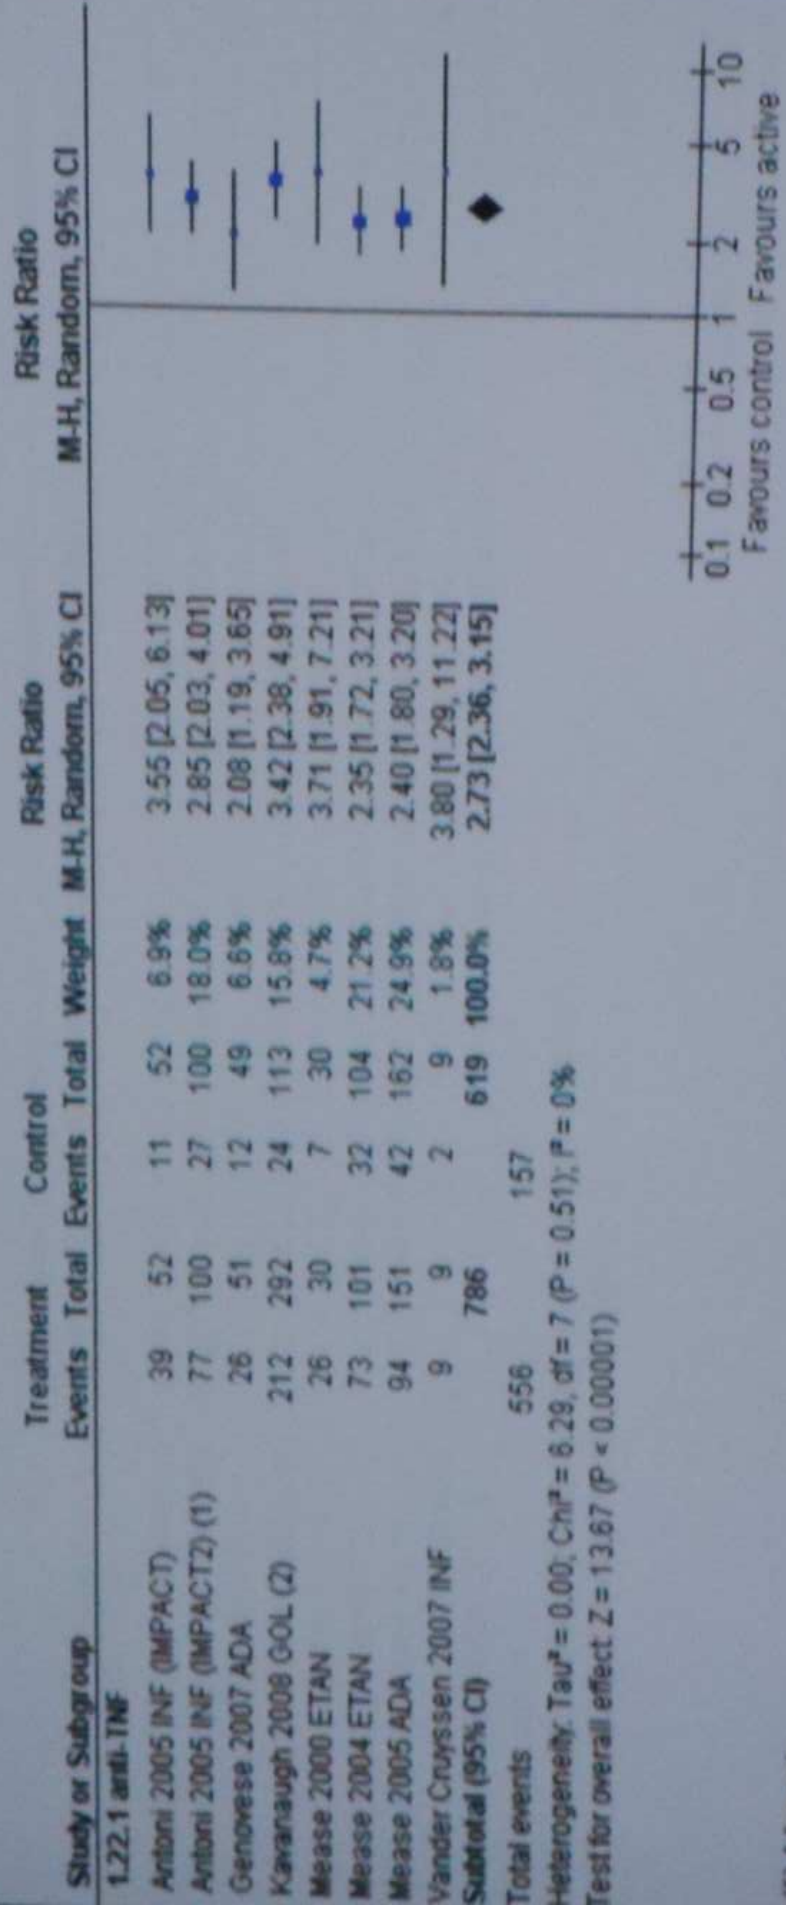 Treatment Control Risk Ratio Risk Ratio
Study or Subgroup Events Total Events Total Weight M-H, Random, 95% CI M-H, Random, 95% CI
1.22.1 anti-TNF
Antoni 2005 INF (IMPACT) 39 52 11 52 6.9% 3.55 [2.05, 6.13]
Antoni 2005 INF (IMPACT2) (1) 77 100 27 100 18.0% 2.85 [2.03, 4.01]
Genovese 2007 ADA 26 51 12 49 6.6% 2.08 [1.19, 3.65]
Kavanaugh 2008 GOL (2) 212 292 24 113 15.8% 3.42 [2.38, 4.91]
Mease 2000 ETAN 26 30 7 30 4.7% 3.71 [1.91, 7.21]
Mease 2004 ETAN 73 101 32 104 21.2% 2.35 [1.72, 3.21]
Mease 2005 ADA 94 151 42 162 24.9% 2.40 [1.80, 3.20]
Vander Cruyssen 2007 INF 9 9 2 9 1.8% 3.80 [1.29, 11.22]
Subtotal (95% CI) 786 619 100.0% 2.73 [2.36, 3.15]
Total events 556 157
Heterogeneity: Tau² = 0.00; Chi² = 6.29, df = 7 (P = 0.51); I² = 0%
Test for overall effect: Z = 13.67 (P < 0.00001)
0.1 0.2 0.5 1 2 5 10
Favours control Favours active